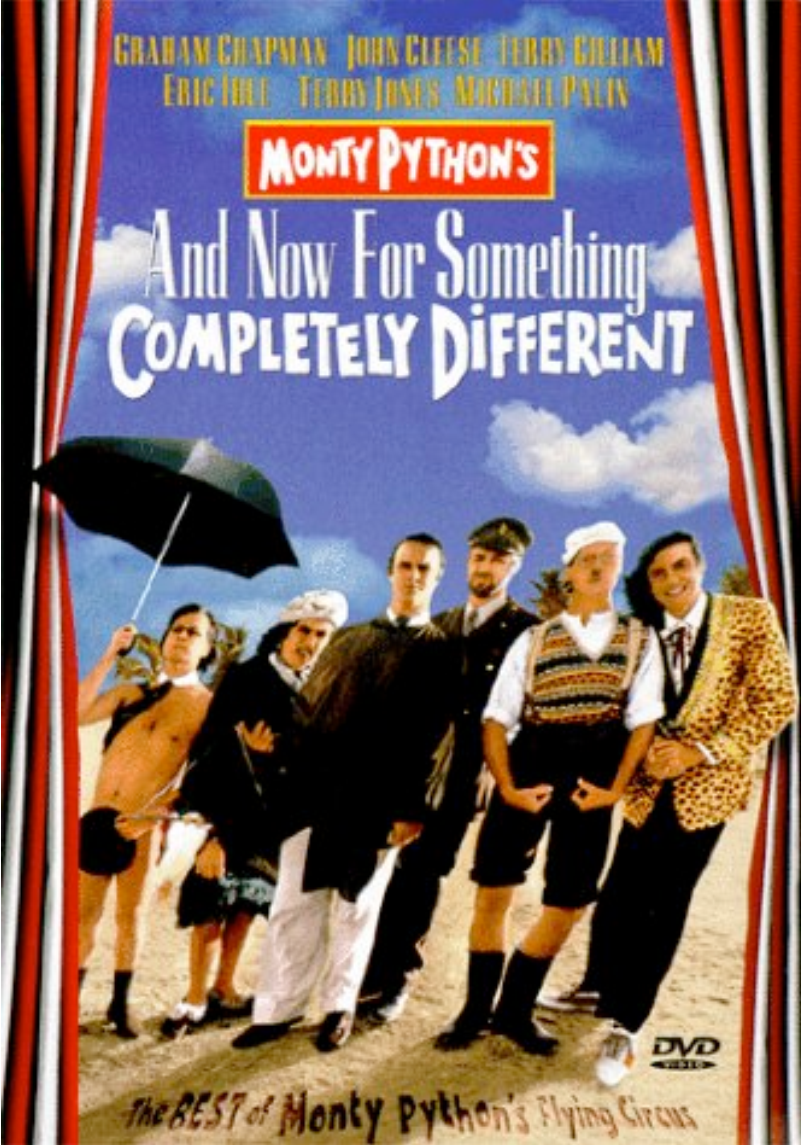 GRAHAM CHAPMAN JOHN CLEESE TERRY GILLIAM
ERIC IDLE TERRY JONES MICHAEL PALIN
MONTY PYTHON'S
And Now For Something
COMPLETELY DiFFERENT
DVD
VIDEO
The BEST of Monty Python's Flying Circus